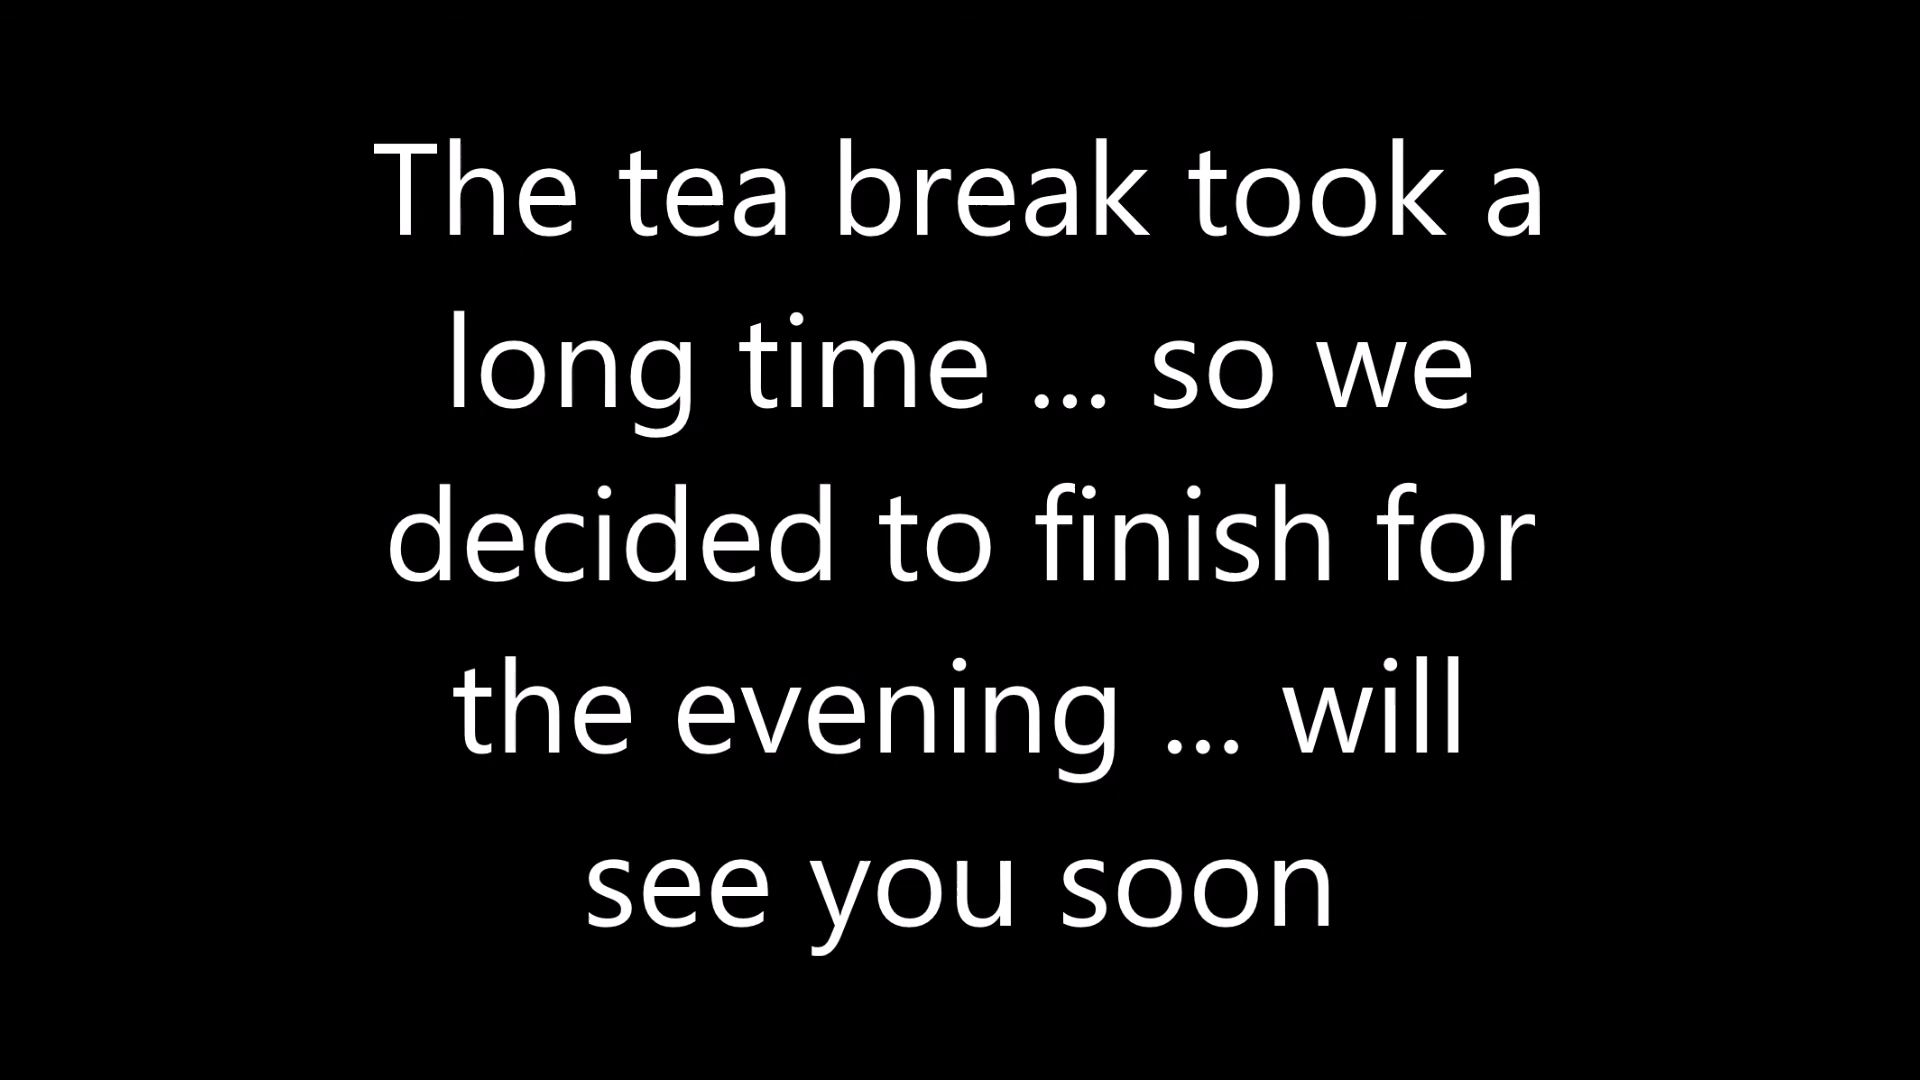 The tea break took a
long time ... so we
decided to finish for
the evening ... will
see you soon